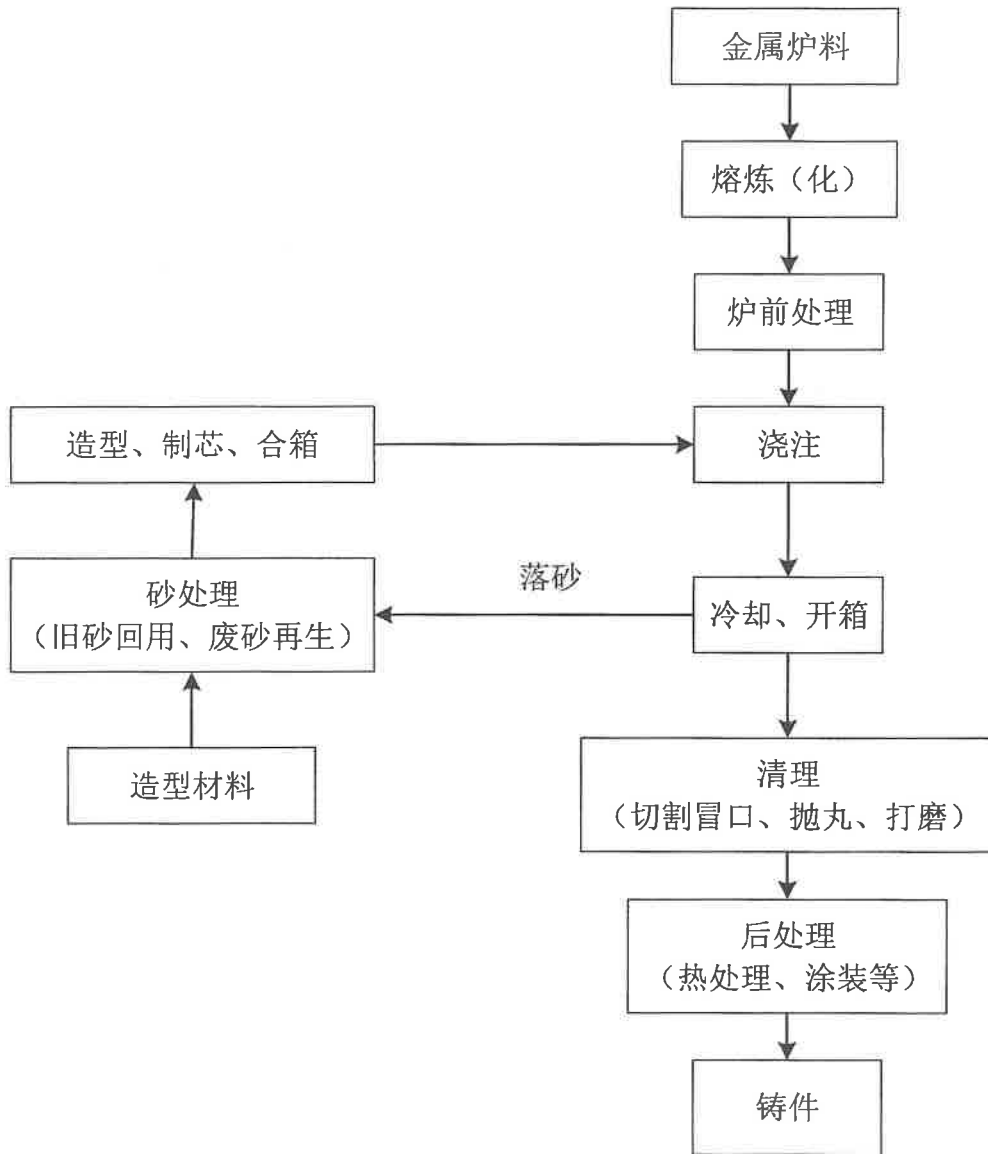 金属炉料
熔炼（化）
炉前处理
造型、制芯、合箱
浇注
落砂
砂处理
（旧砂回用、废砂再生）
冷却、开箱
造型材料
清理
（切割冒口、抛丸、打磨）
后处理
（热处理、涂装等）
铸件